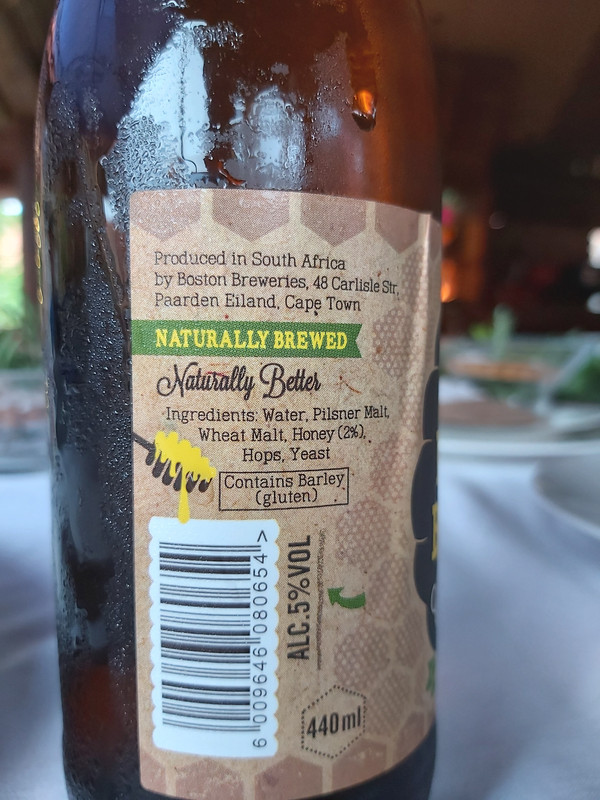 Produced in South Africa
by Boston Breweries, 48 Carlisle Str,
Paarden Eiland, Cape Town
NATURALLY BREWED
Naturally Better
Ingredients: Water, Pilsner Malt,
Wheat Malt, Honey (2%),
Hops, Yeast
Contains Barley
(gluten)
ALC.5%VOL
6 009646 080654 >
440ml